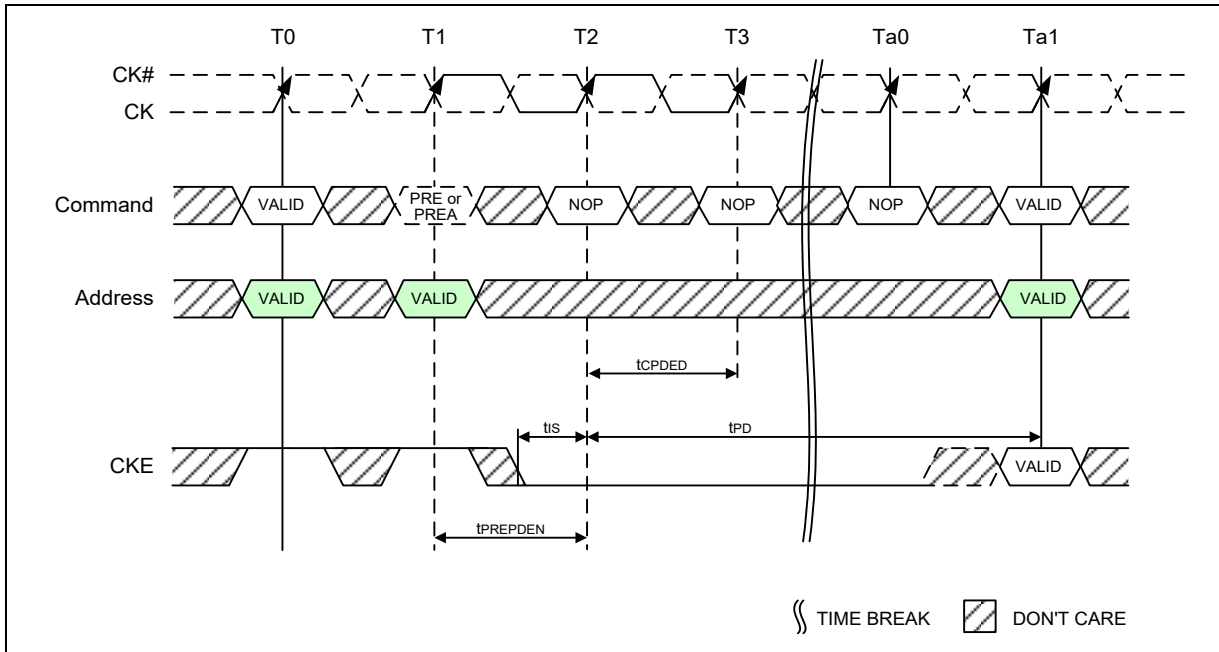 T0 T1 T2 T3 Ta0 Ta1
CK#
CK
Command VALID PRE or PREA NOP NOP NOP VALID
Address VALID VALID VALID
tCPDED
tIS tPD
CKE VALID
tPREPDEN
TIME BREAK DON'T CARE